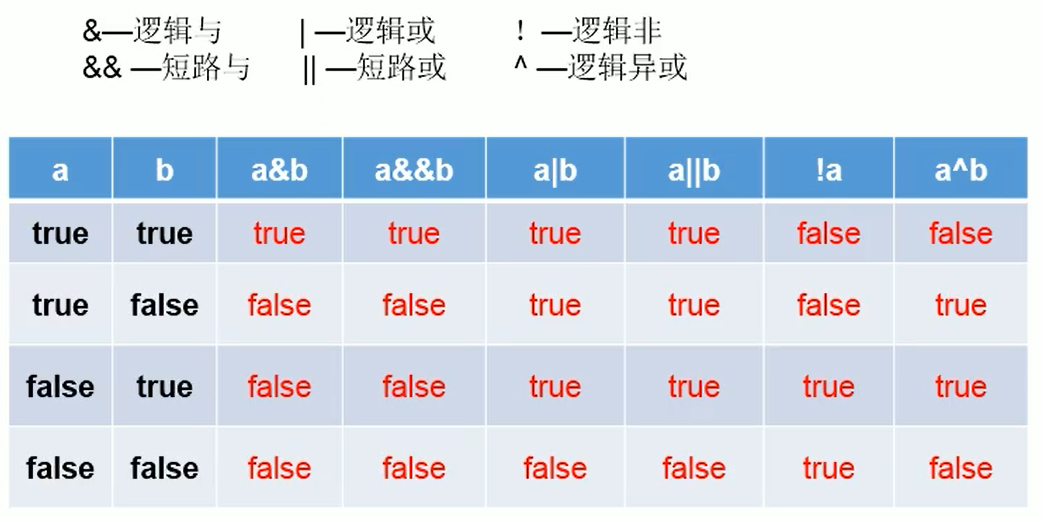 &—逻辑与 | —逻辑或 ! —逻辑非
&& —短路与 || —短路或 ^ —逻辑异或
a b a&b a&&b a|b a||b !a a^b
true true true true true true false false
true false false false true true false true
false true false false true true true true
false false false false false false true false